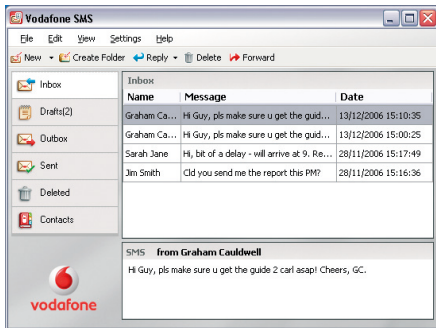 Vodafone SMS
File Edit View Settings Help
New Create Folder Reply Delete Forward
Inbox
Drafts(2)
Outbox
Sent
Deleted
Contacts
Inbox
Name Message Date
Graham Ca... Hi Guy, pls make sure u get the guid... 13/12/2006 15:10:35
Graham Ca... Hi Guy, pls make sure u get the guid... 13/12/2006 15:00:25
Sarah Jane Hi, bit of a delay - will arrive at 9. Re... 28/11/2006 15:17:49
Jim Smith Cld you send me the report this PM? 28/11/2006 15:16:36
SMS from Graham Cauldwell
Hi Guy, pls make sure u get the guide 2 carl asap! Cheers, GC.
vodafone